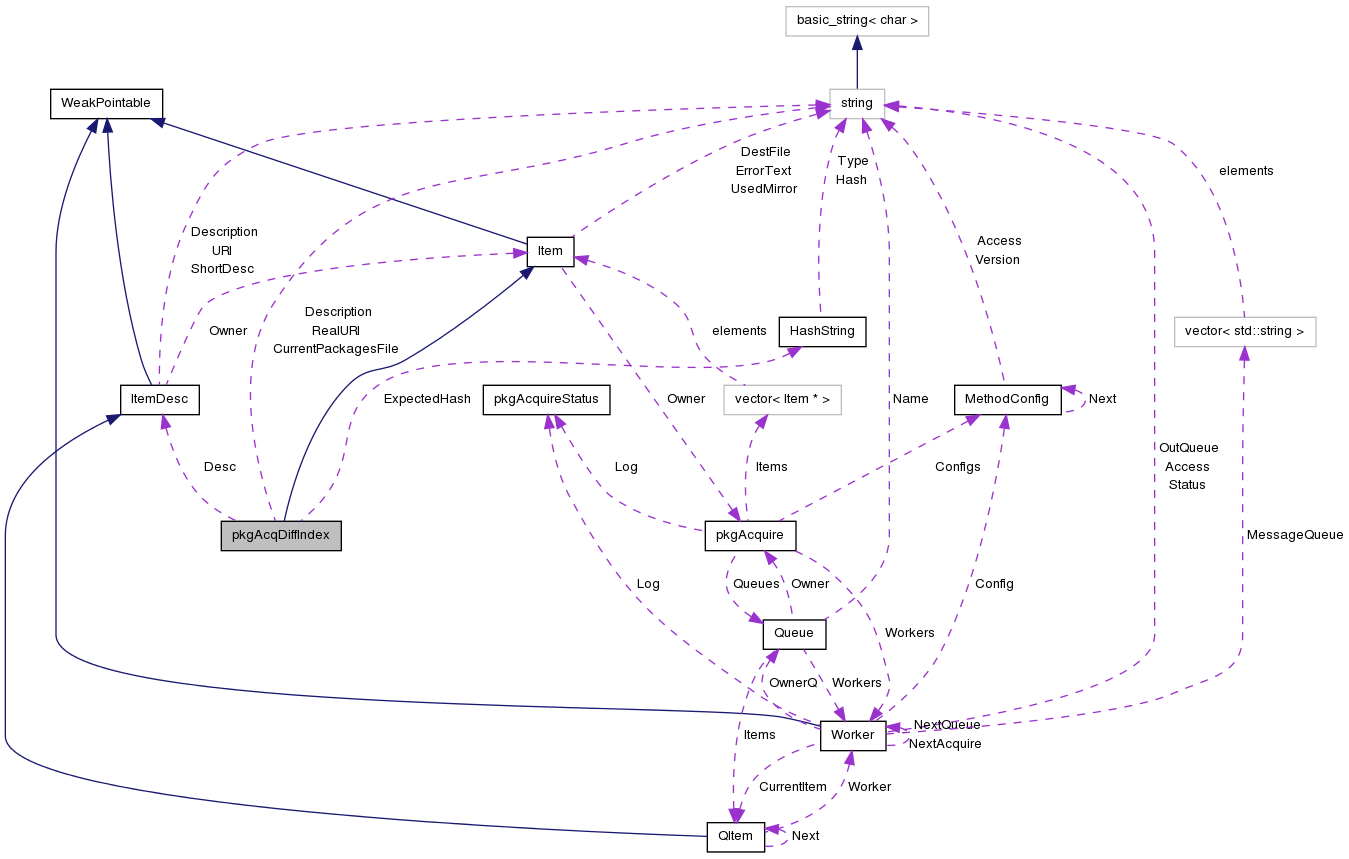 basic_string< char >
WeakPointable
string
DestFile
ErrorText
UsedMirror
Type
Hash
elements
Description
URI
ShortDesc
Item
Access
Version
Description
RealURI
CurrentPackagesFile
Owner
elements
HashString
vector< std::string >
ItemDesc
ExpectedHash
pkgAcquireStatus
Owner
vector< Item * >
Name
MethodConfig
Next
Desc
Log
Items
Configs
OutQueue
Access
Status
pkgAcqDiffIndex
pkgAcquire
MessageQueue
Log
Queues
Owner
Config
Queue
Workers
OwnerQ
Workers
Items
Worker
NextQueue
NextAcquire
CurrentItem
Worker
QItem
Next